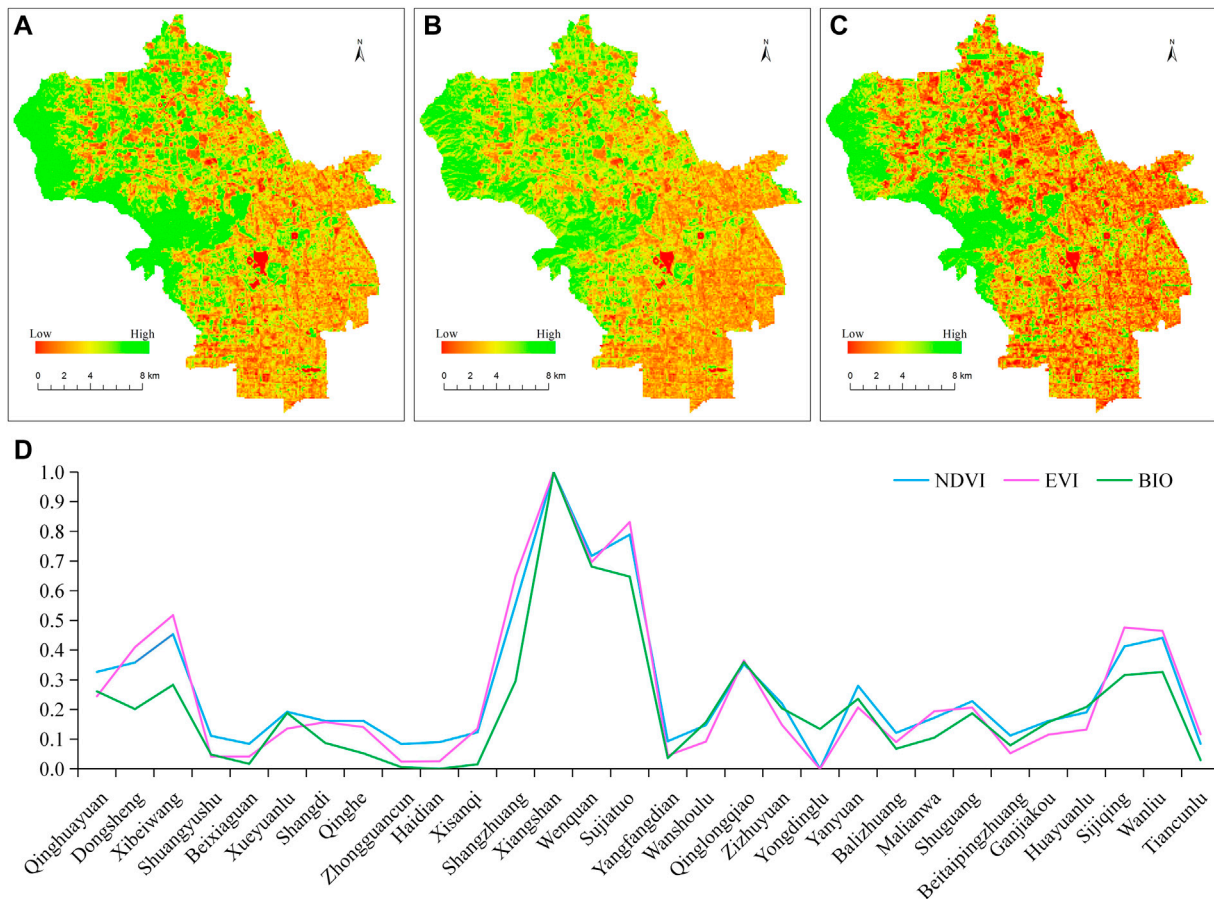 A
N
Low High
0 2 4 8 km
B
N
Low High
0 2 4 8 km
C
N
Low High
0 2 4 8 km
D
NDVI EVI BIO
1.0
0.9
0.8
0.7
0.6
0.5
0.4
0.3
0.2
0.1
0.0
Qinghuayuan
Dongsheng
Xibeiwang
Shuangyushu
Beixiaguan
Xueyuanlu
Shangdi
Qinghe
Zhongguancun
Haidian
Xisanqi
Shangzhuang
Xiangshan
Wenquan
Sujiatuo
Yangfangdian
Wanshoulu
Qinglongqiao
Zizhuyuan
Yongdinglu
Yanyuan
Balizhuang
Malianwa
Shuguang
Beitaipingzhuang
Ganjiakou
Huayuanlu
Sijiqing
Wanliu
Tiancunlu